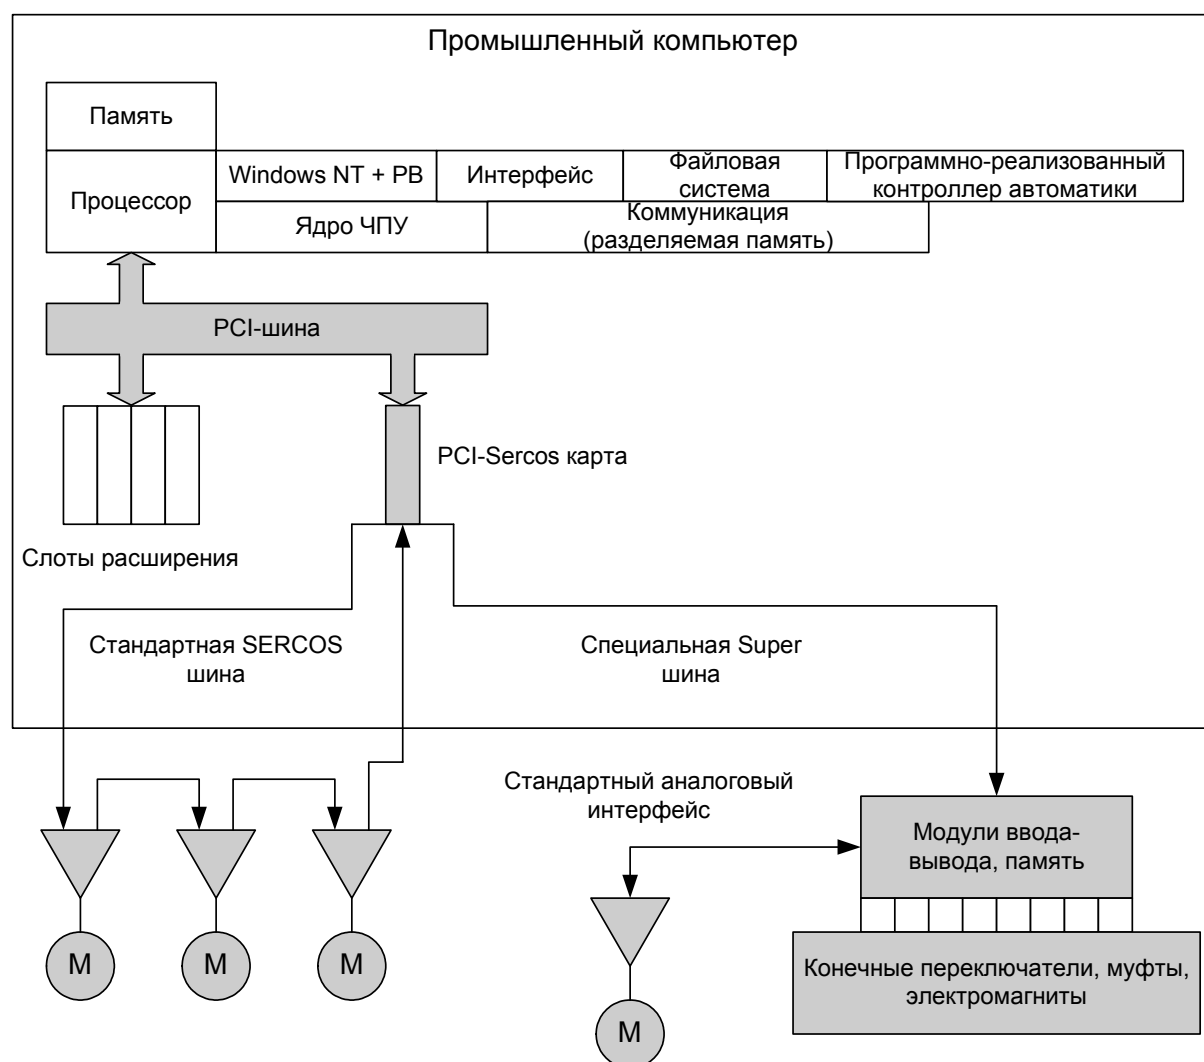 Промышленный компьютер
Память
Процессор
Windows NT + РВ
Интерфейс
Файловая
система
Программно-реализованный
контроллер автоматики
Ядро ЧПУ
Коммуникация
(разделяемая память)
PCI-шина
PCI-Sercos карта
Слоты расширения
Стандартная SERCOS
шина
Специальная Super
шина
Стандартный аналоговый
интерфейс
Модули ввода-
вывода, память
М
М
М
М
Конечные переключатели, муфты,
электромагниты